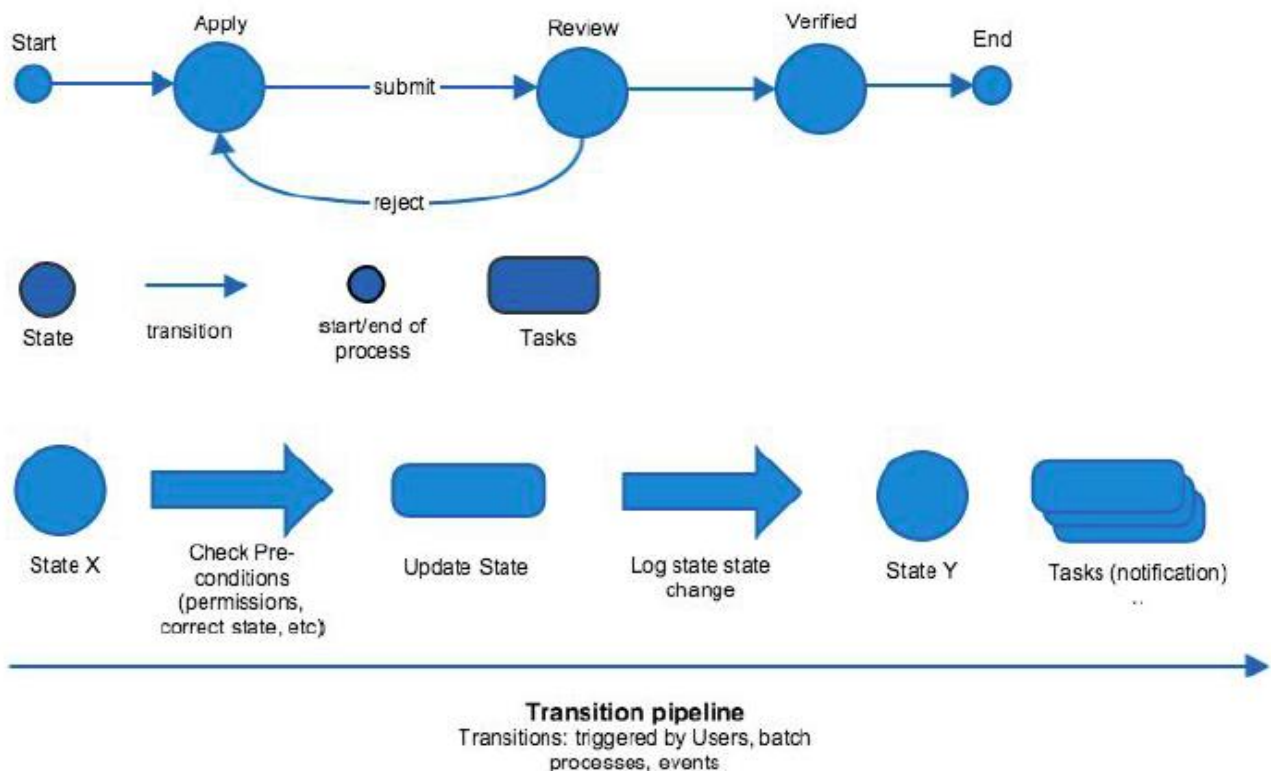 Start
Apply
Review
Verified
End
submit
reject
State
transition
start/end of
process
Tasks
State X
Check Pre-
conditions
(permissions,
correct state, etc)
Update State
Log state state
change
State Y
Tasks (notification)
..
Transition pipeline
Transitions: triggered by Users, batch
processes, events